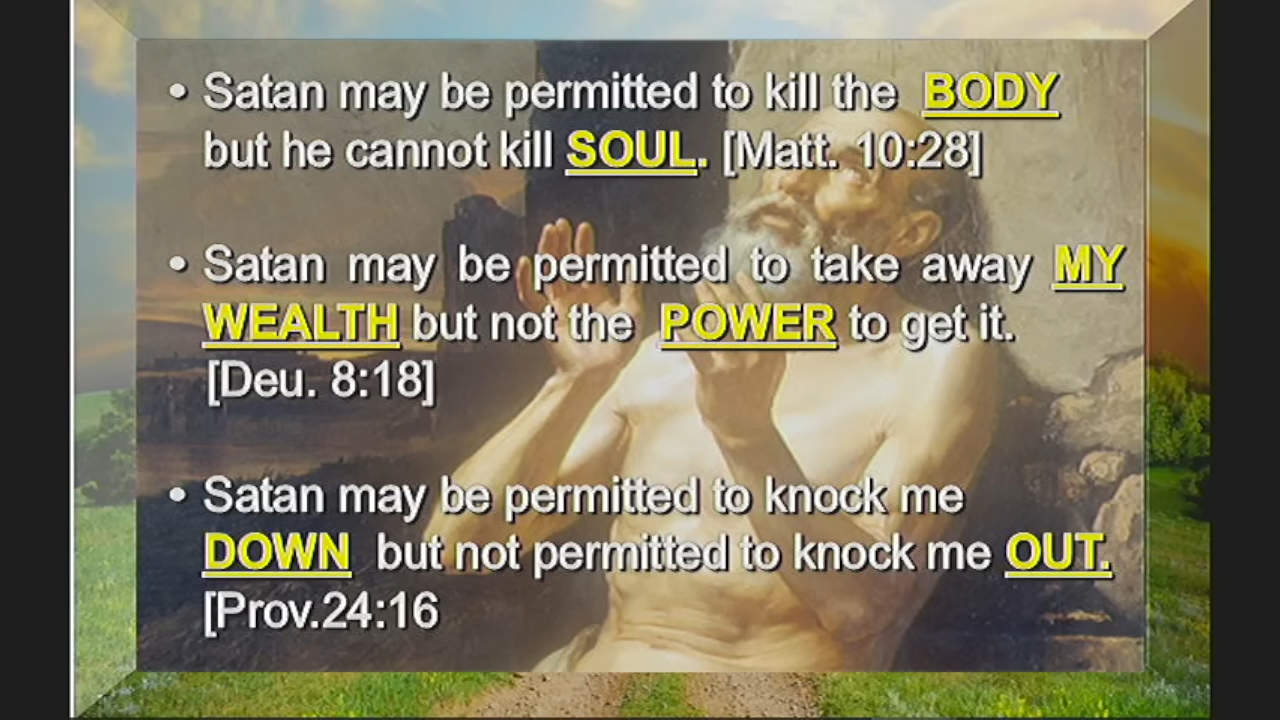 • Satan may be permitted to kill the BODY
but he cannot kill SOUL. [Matt. 10:28]
• Satan may be permitted to take away MY
WEALTH but not the POWER to get it.
[Deu. 8:18]
• Satan may be permitted to knock me
DOWN but not permitted to knock me OUT.
[Prov.24:16